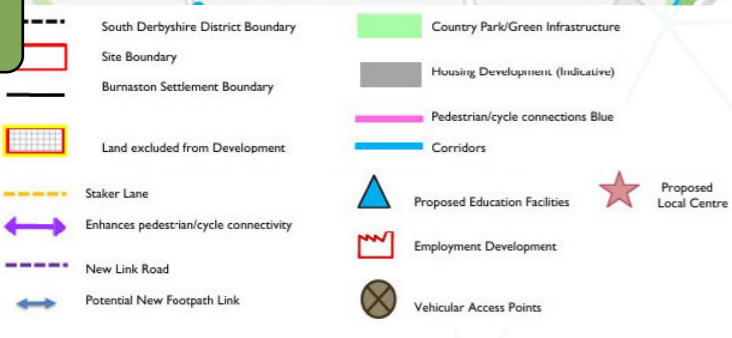 South Derbyshire District Boundary
Site Boundary
Burnaston Settlement Boundary
Land excluded from Development
Staker Lane
Enhances pedestrian/cycle connectivity
New Link Road
Potential New Footpath Link
Country Park/Green Infrastructure
Housing Development (Indicative)
Pedestrian/cycle connections Blue
Corridors
Proposed Education Facilities
Employment Development
Vehicular Access Points
Proposed
Local Centre